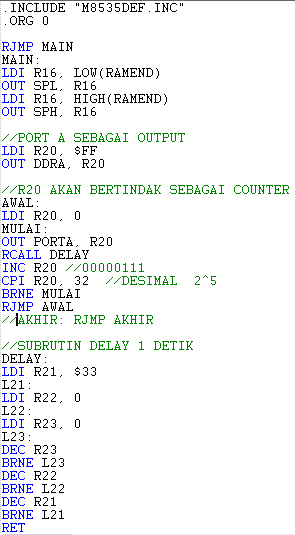 .INCLUDE "M8535DEF.INC"
.ORG 0
RJMP MAIN
MAIN:
LDI R16, LOW(RAMEND)
OUT SPL, R16
LDI R16, HIGH(RAMEND)
OUT SPH, R16
//PORT A SEBAGAI OUTPUT
LDI R20, $FF
OUT DDRA, R20
//R20 AKAN BERTINDAK SEBAGAI COUNTER
AWAL:
LDI R20, 0
MULAI:
OUT PORTA, R20
RCALL DELAY
INC R20 //00000111
CPI R20, 32 //DESIMAL 2^5
BRNE MULAI
RJMP AWAL
//AKHIR: RJMP AKHIR
//SUBRUTIN DELAY 1 DETIK
DELAY:
LDI R21, $33
L21:
LDI R22, 0
L22:
LDI R23, 0
L23:
DEC R23
BRNE L23
DEC R22
BRNE L22
DEC R21
BRNE L21
RET